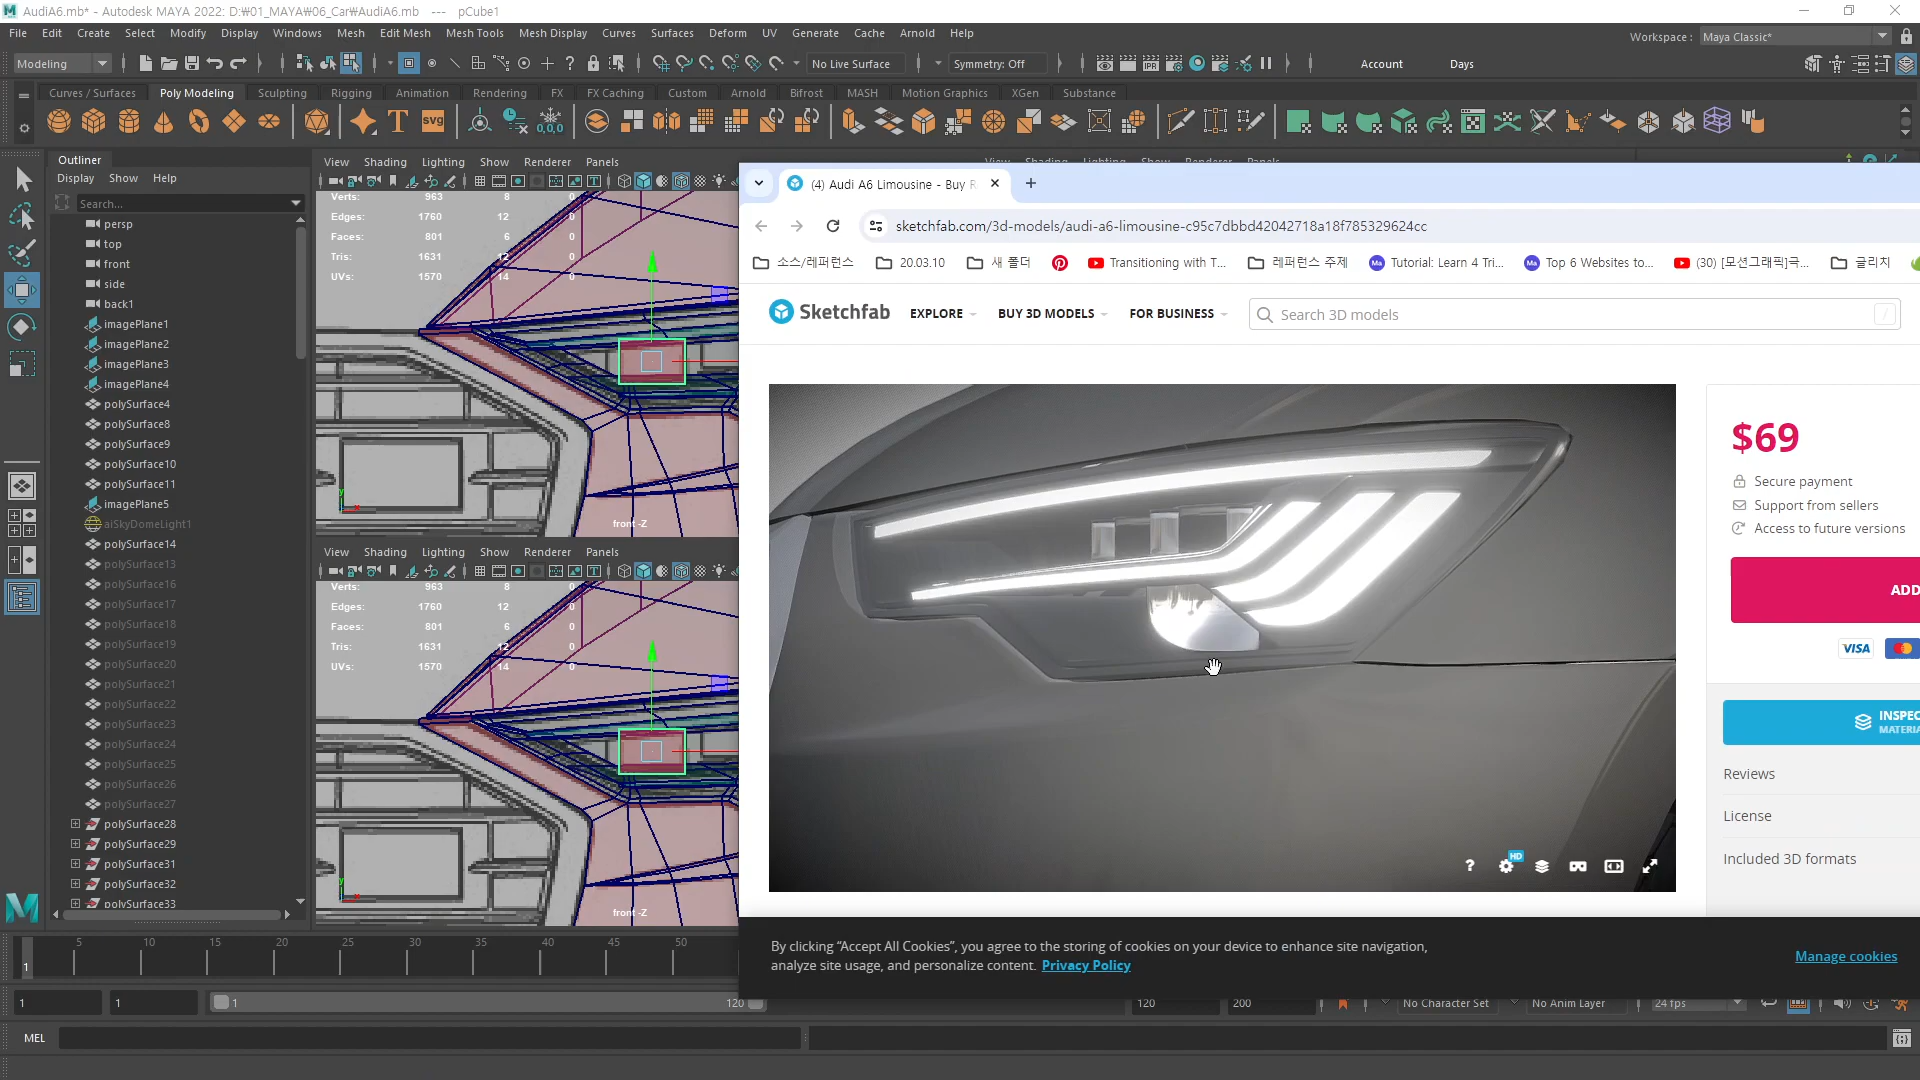 AudiA6.mb* - Autodesk MAYA 2022: D:₩01_MAYA₩06_Car₩AudiA6.mb --- pCube1
File Edit Create Select Modify Display Windows Mesh Edit Mesh Mesh Tools Mesh Display Curves Surfaces Deform UV Generate Cache Arnold Help
Workspace : Maya Classic*
Modeling
No Live Surface
Symmetry: Off
Account
Days
Curves / Surfaces Poly Modeling Sculpting Rigging Animation Rendering FX FX Caching Custom Arnold Bifrost MASH Motion Graphics XGen Substance
Outliner
Display Show Help
Search...
persp
top
front
side
back1
imagePlane1
imagePlane2
imagePlane3
imagePlane4
polySurface4
polySurface8
polySurface9
polySurface10
polySurface11
imagePlane5
aiSkyDomeLight1
polySurface14
polySurface13
polySurface16
polySurface17
polySurface18
polySurface19
polySurface20
polySurface21
polySurface22
polySurface23
polySurface24
polySurface25
polySurface26
polySurface27
polySurface28
polySurface29
polySurface31
polySurface32
polySurface33
View Shading Lighting Show Renderer Panels
Verts: 963 8 0
Edges: 1760 12 0
Faces: 801 6 0
Tris: 1631 12 0
UVs: 1570 14 0
front -Z
View Shading Lighting Show Renderer Panels
Verts: 963 8 0
Edges: 1760 12 0
Faces: 801 6 0
Tris: 1631 12 0
UVs: 1570 14 0
front -Z
(4) Audi A6 Limousine - Buy R
sketchfab.com/3d-models/audi-a6-limousine-c95c7dbbd42042718a18f785329624cc
소스/레퍼런스 20.03.10 새 폴더 Transitioning with T... 레퍼런스 주제 Tutorial: Learn 4 Tri... Top 6 Websites to... (30) [모션그래픽]극... 글리치
Sketchfab
EXPLORE BUY 3D MODELS FOR BUSINESS
Search 3D models
/
$69
Secure payment
Support from sellers
Access to future versions
ADD
VISA
INSPEC
MATERIA
Reviews
License
Included 3D formats
? HD
By clicking “Accept All Cookies”, you agree to the storing of cookies on your device to enhance site navigation,
analyze site usage, and personalize content. Privacy Policy
Manage cookies
1 5 10 15 20 25 30 35 40 45 50
1 1 1 120 120 200 No Character Set No Anim Layer 24 fps
MEL